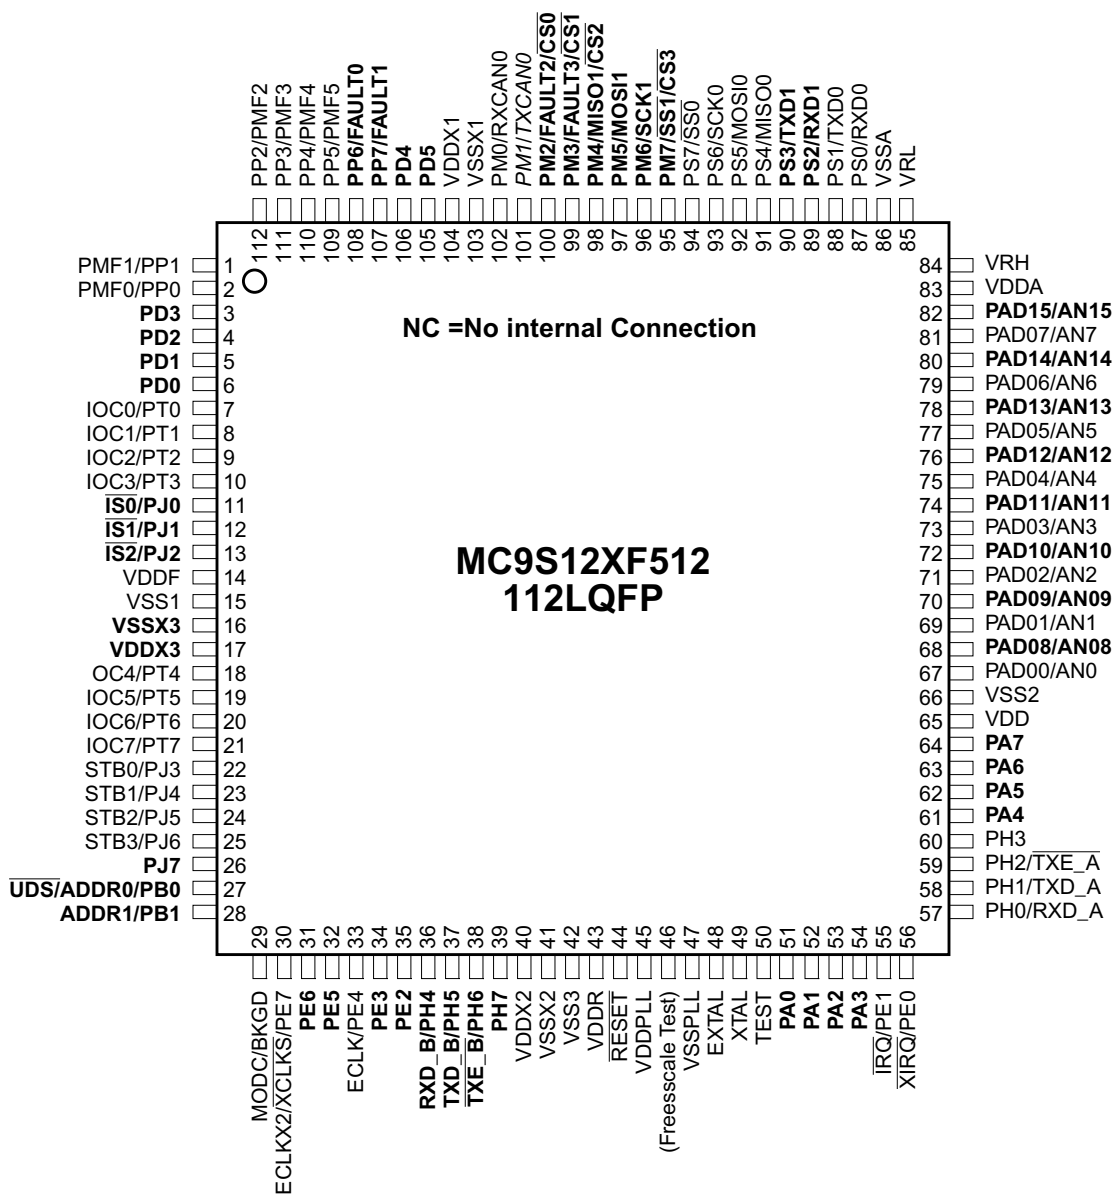 PP2/PMF2
PP3/PMF3
PP4/PMF4
PP5/PMF5
PP6/FAULT0
PP7/FAULT1
PD4
PD5
VDDX1
VSSX1
PM0/RXCAN0
PM1/TXCAN0
PM2/FAULT2/CS0
PM3/FAULT3/CS1
PM4/MISO1/CS2
PM5/MOSI1
PM6/SCK1
PM7/SS1/CS3
PS7/SS0
PS6/SCK0
PS5/MOSI0
PS4/MISO0
PS3/TXD1
PS2/RXD1
PS1/TXD0
PS0/RXD0
VSSA
VRL
112
111
110
109
108
107
106
105
104
103
102
101
100
99
98
97
96
95
94
93
92
91
90
89
88
87
86
85
PMF1/PP1 1
PMF0/PP0 2
PD3 3
PD2 4
PD1 5
PD0 6
IOC0/PT0 7
IOC1/PT1 8
IOC2/PT2 9
IOC3/PT3 10
IS0/PJ0 11
IS1/PJ1 12
IS2/PJ2 13
VDDF 14
VSS1 15
VSSX3 16
VDDX3 17
OC4/PT4 18
IOC5/PT5 19
IOC6/PT6 20
IOC7/PT7 21
STB0/PJ3 22
STB1/PJ4 23
STB2/PJ5 24
STB3/PJ6 25
PJ7 26
UDS/ADDR0/PB0 27
ADDR1/PB1 28
NC =No internal Connection
MC9S12XF512
112LQFP
84 VRH
83 VDDA
82 PAD15/AN15
81 PAD07/AN7
80 PAD14/AN14
79 PAD06/AN6
78 PAD13/AN13
77 PAD05/AN5
76 PAD12/AN12
75 PAD04/AN4
74 PAD11/AN11
73 PAD03/AN3
72 PAD10/AN10
71 PAD02/AN2
70 PAD09/AN09
69 PAD01/AN1
68 PAD08/AN08
67 PAD00/AN0
66 VSS2
65 VDD
64 PA7
63 PA6
62 PA5
61 PA4
60 PH3
59 PH2/TXE_A
58 PH1/TXD_A
57 PH0/RXD_A
29
30
31
32
33
34
35
36
37
38
39
40
41
42
43
44
45
46
47
48
49
50
51
52
53
54
55
56
MODC/BKGD
ECLKX2/XCLKS/PE7
PE6
PE5
ECLK/PE4
PE3
PE2
RXD_B/PH4
TXD_B/PH5
TXE_B/PH6
PH7
VDDX2
VSSX2
VSS3
VDDR
RESET
VDDPLL
(Freesscale Test)
VSSPLL
EXTAL
XTAL
TEST
PA0
PA1
PA2
PA3
IRQ/PE1
XIRQ/PE0